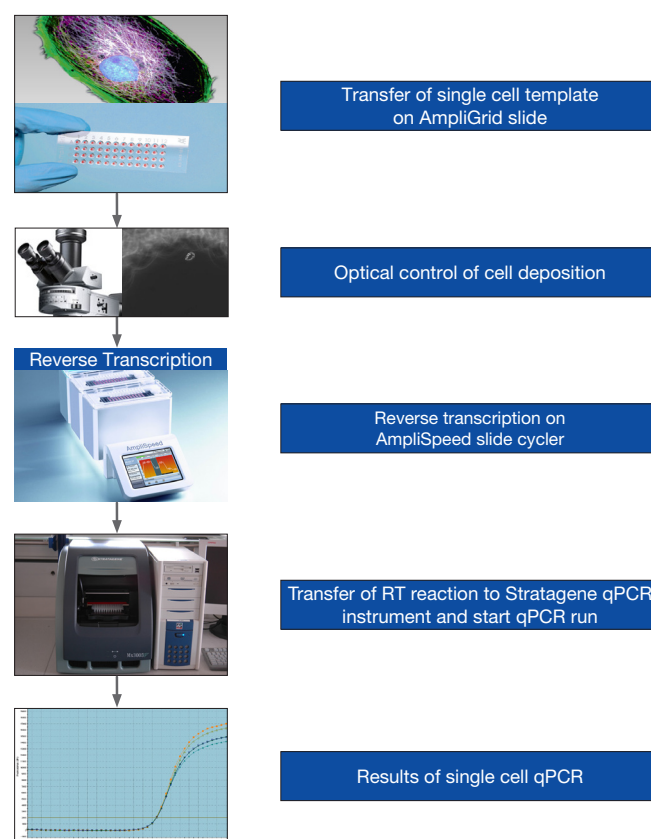 Transfer of single cell template
on AmpliGrid slide
Optical control of cell deposition
Reverse Transcription
AmpliSpeed
Reverse transcription on
AmpliSpeed slide cycler
Transfer of RT reaction to Stratagene qPCR
instrument and start qPCR run
Results of single cell qPCR